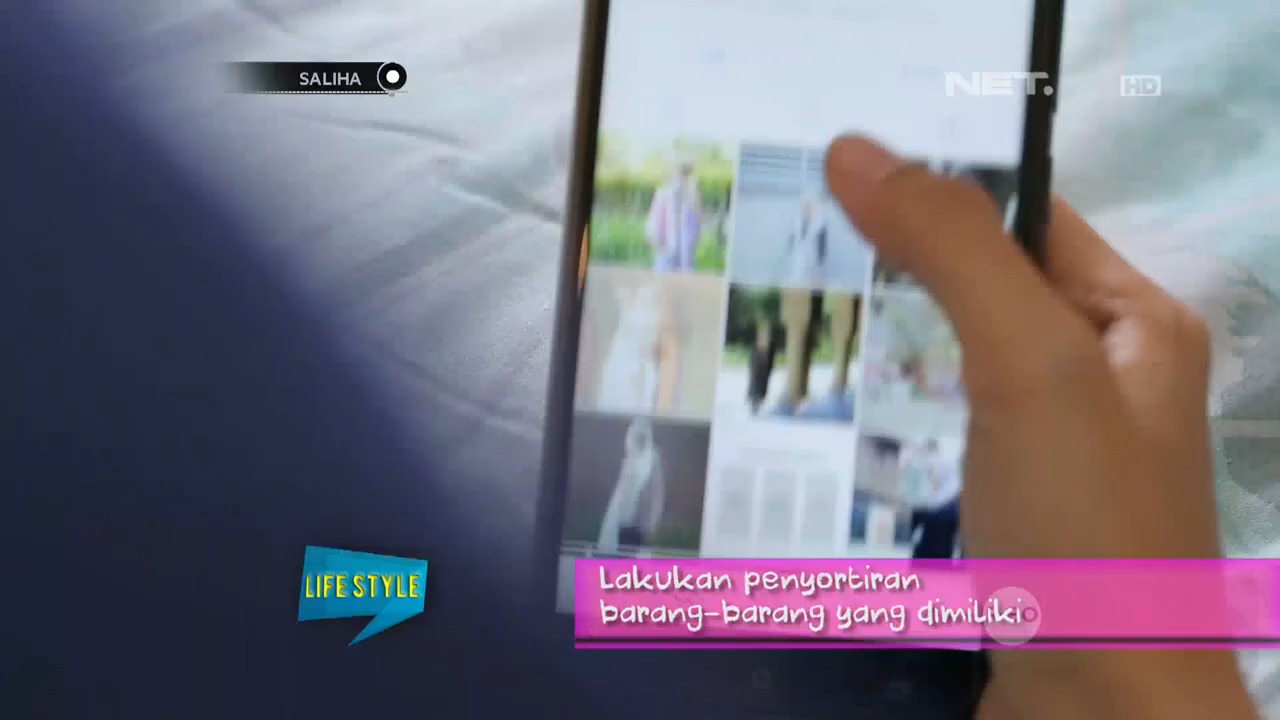 SALIHA
NET.
HD
LIFE STYLE
Lakukan penyortiran
barang-barang yang dimiliki